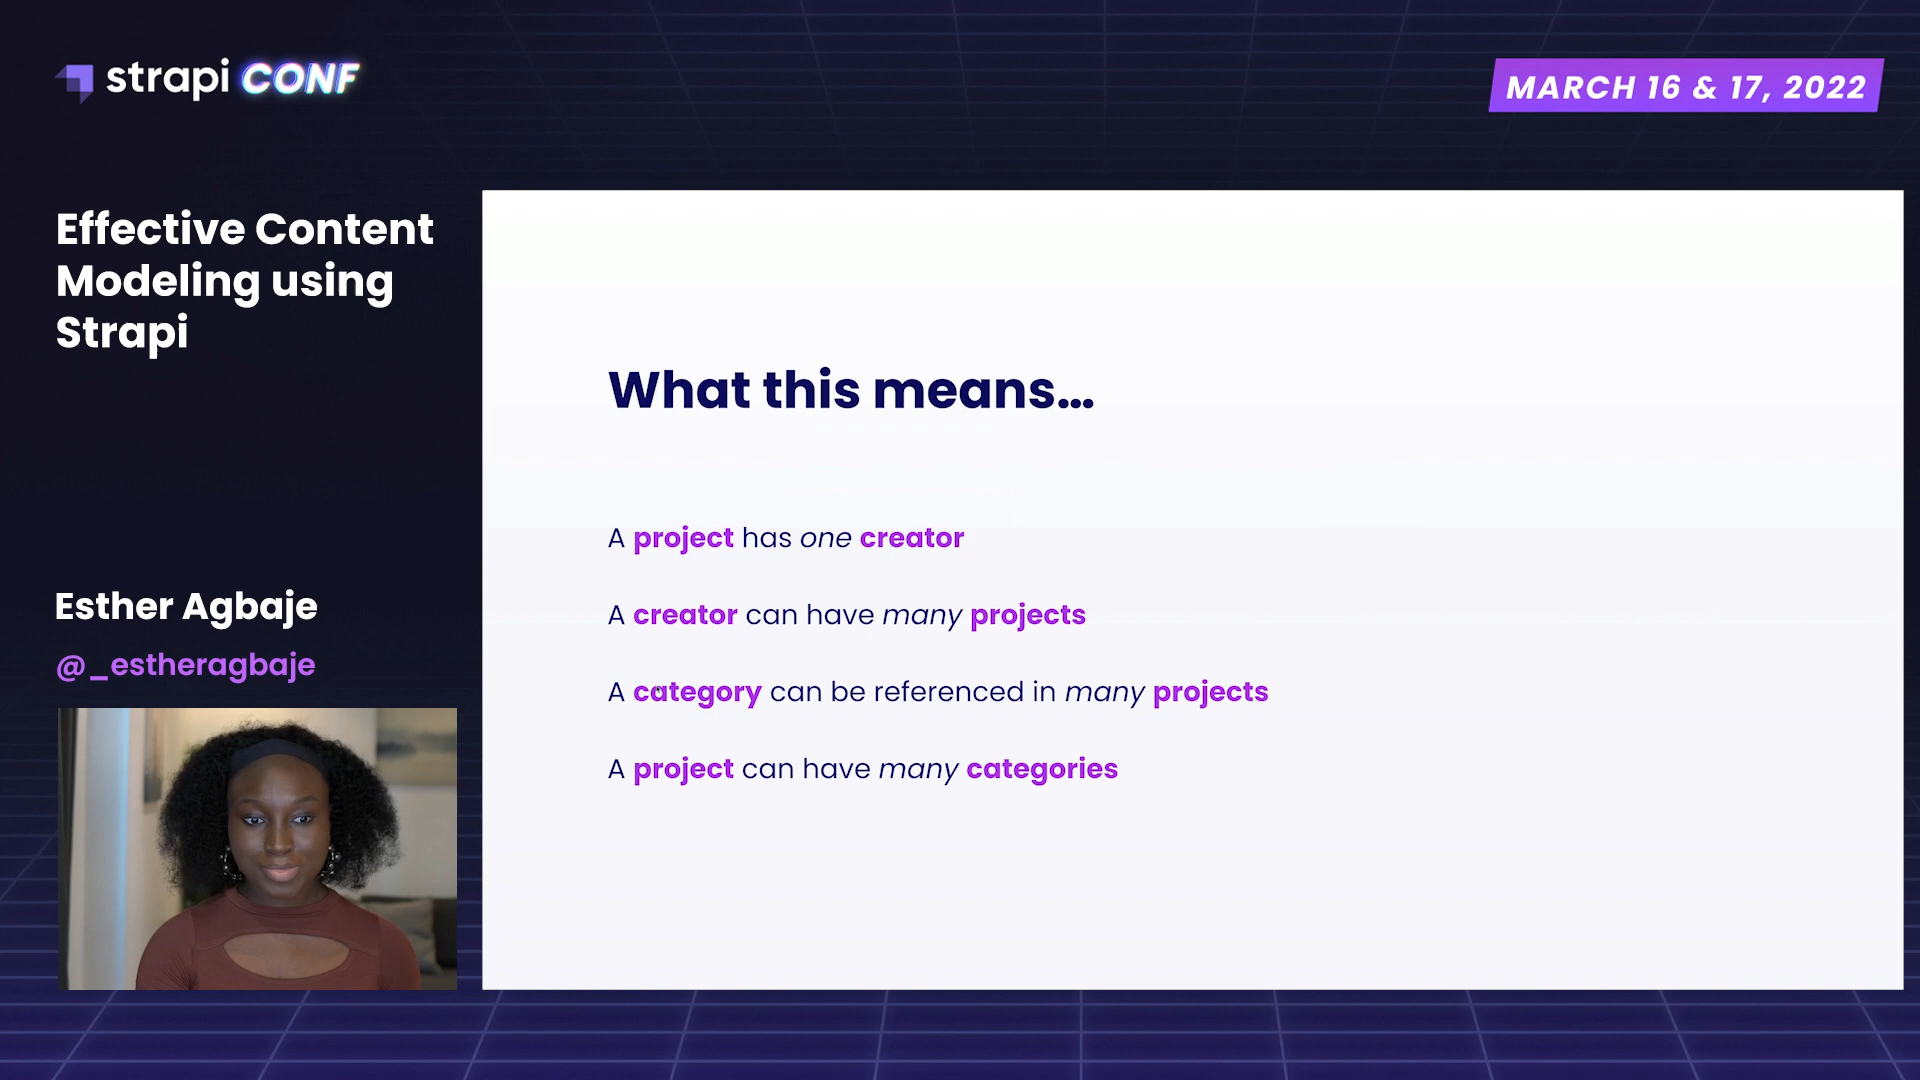 strapi CONF
MARCH 16 & 17, 2022
Effective Content
Modeling using
Strapi
Esther Agbaje
@_estheragbaje
What this means...
A project has one creator
A creator can have many projects
A category can be referenced in many projects
A project can have many categories